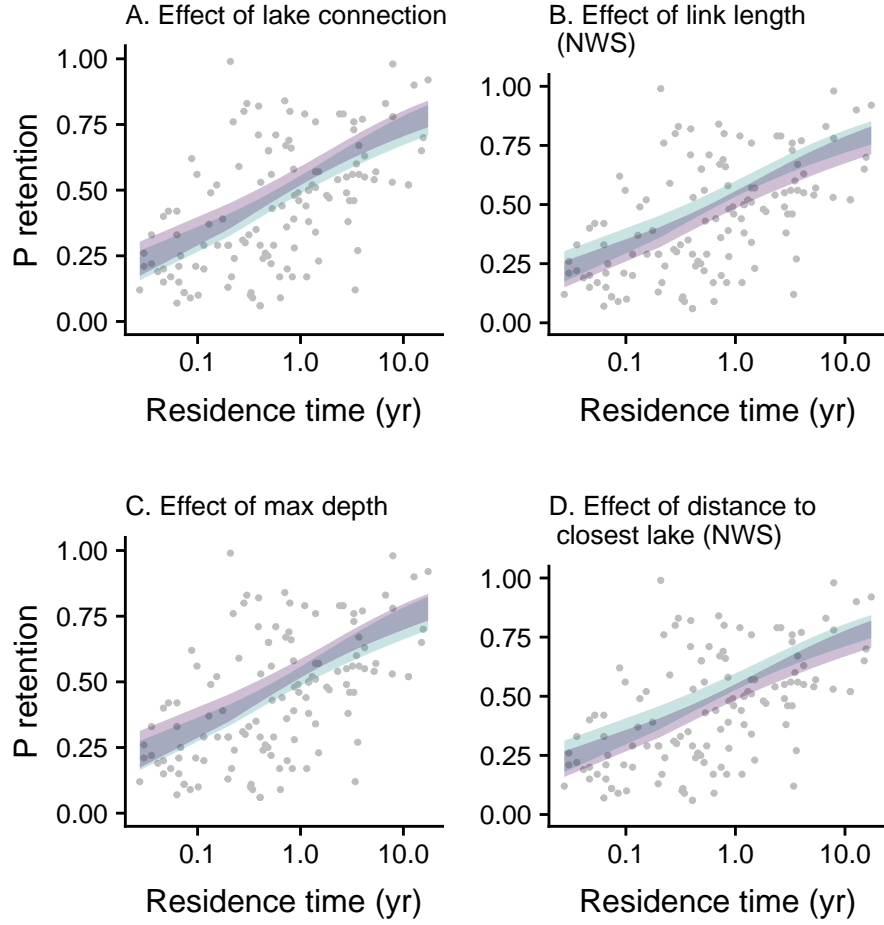 A. Effect of lake connection
1.00
0.75
0.50
0.25
0.00
P retention
0.1 1.0 10.0
Residence time (yr)
B. Effect of link length
(NWS)
1.00
0.75
0.50
0.25
0.00
0.1 1.0 10.0
Residence time (yr)
C. Effect of max depth
1.00
0.75
0.50
0.25
0.00
P retention
0.1 1.0 10.0
Residence time (yr)
D. Effect of distance to
closest lake (NWS)
1.00
0.75
0.50
0.25
0.00
0.1 1.0 10.0
Residence time (yr)